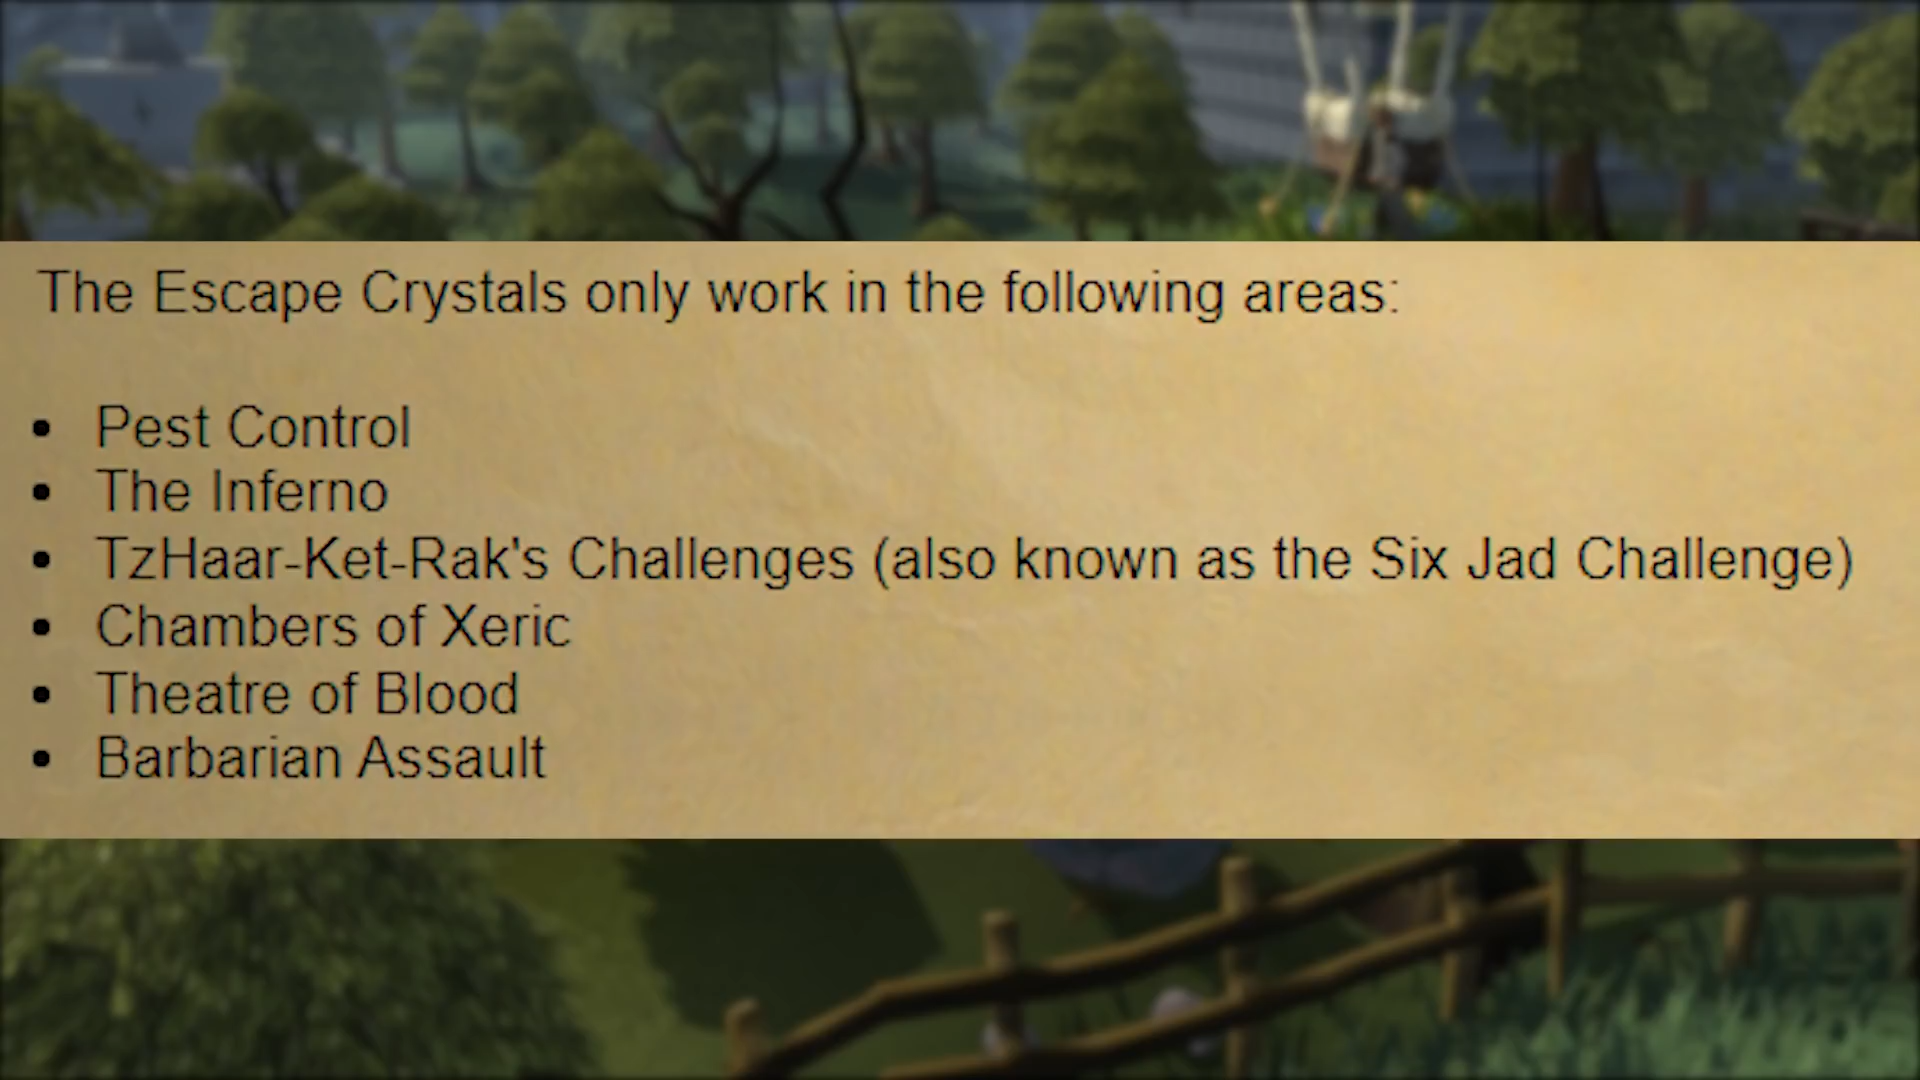 The Escape Crystals only work in the following areas:
• Pest Control
• The Inferno
• TzHaar-Ket-Rak's Challenges (also known as the Six Jad Challenge)
• Chambers of Xeric
• Theatre of Blood
• Barbarian Assault